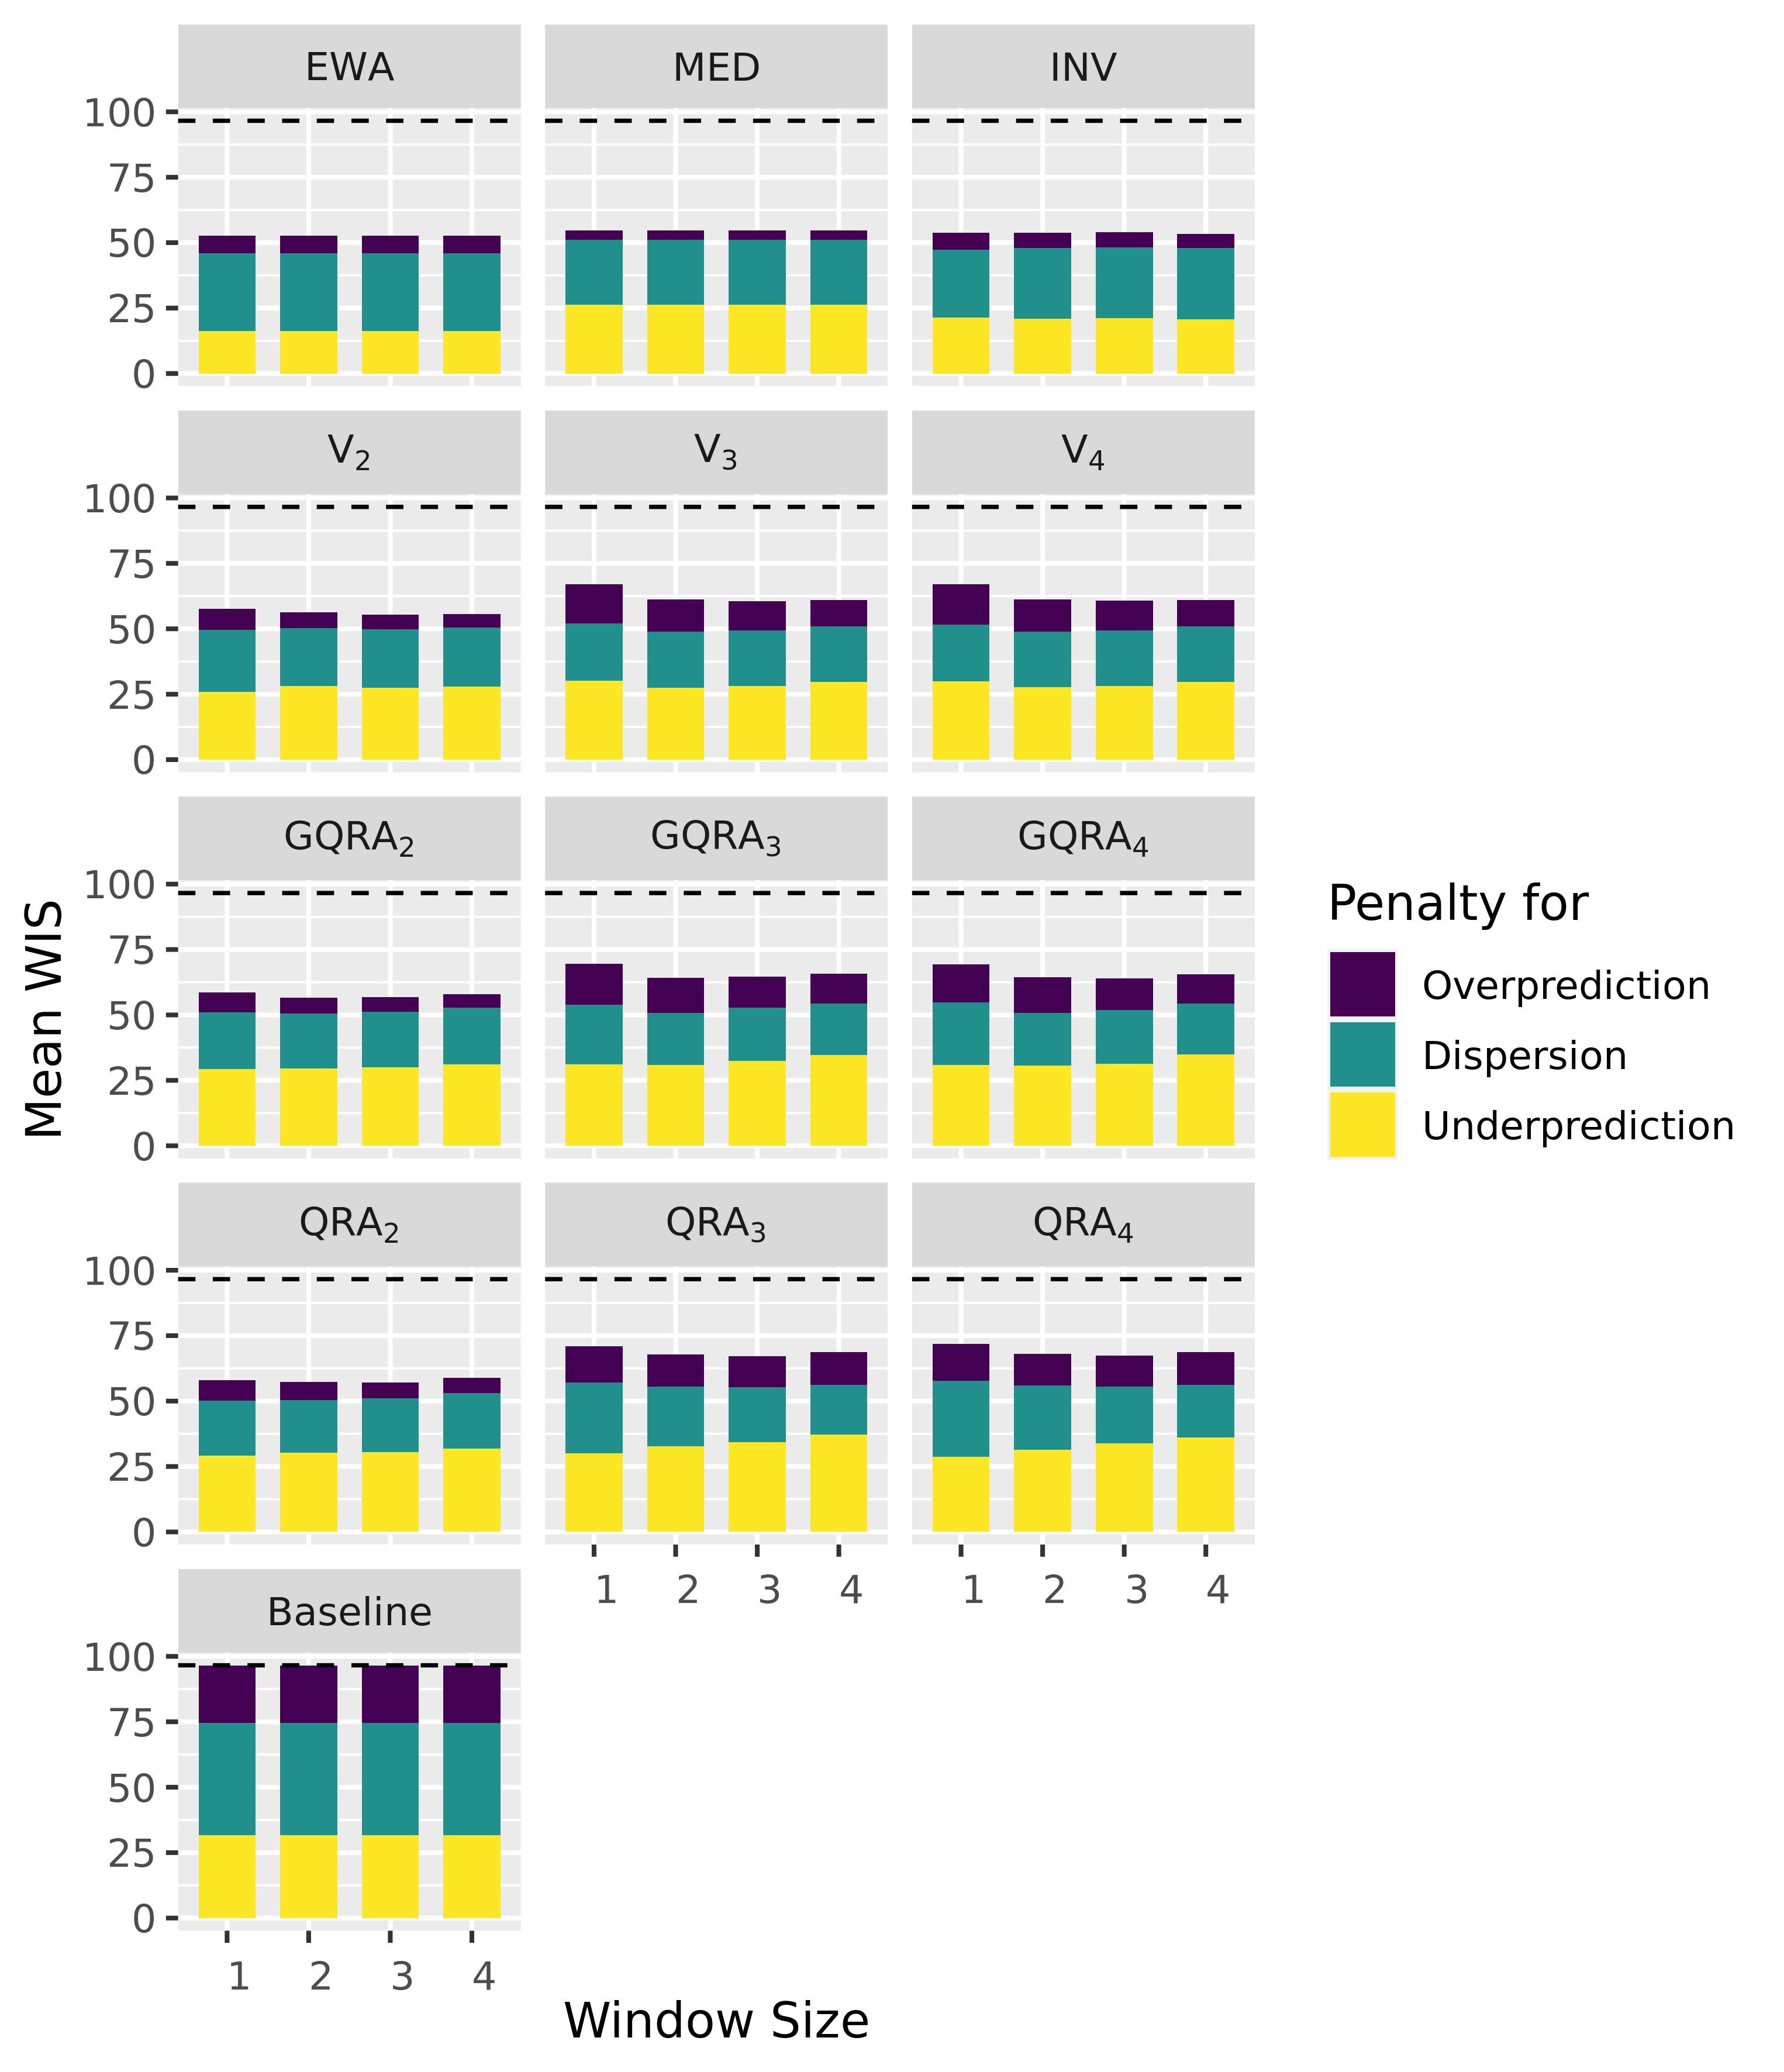 EWA MED INV
100
75
50
25
0
V2 V3 V4
100
75
50
25
0
GQRA2 GQRA3 GQRA4
100
75
50
25
0
QRA2 QRA3 QRA4
100
75
50
25
0
1 2 3 4 1 2 3 4
Baseline
100
75
50
25
0
1 2 3 4
Window Size
Mean WIS
Penalty for
Overprediction
Dispersion
Underprediction